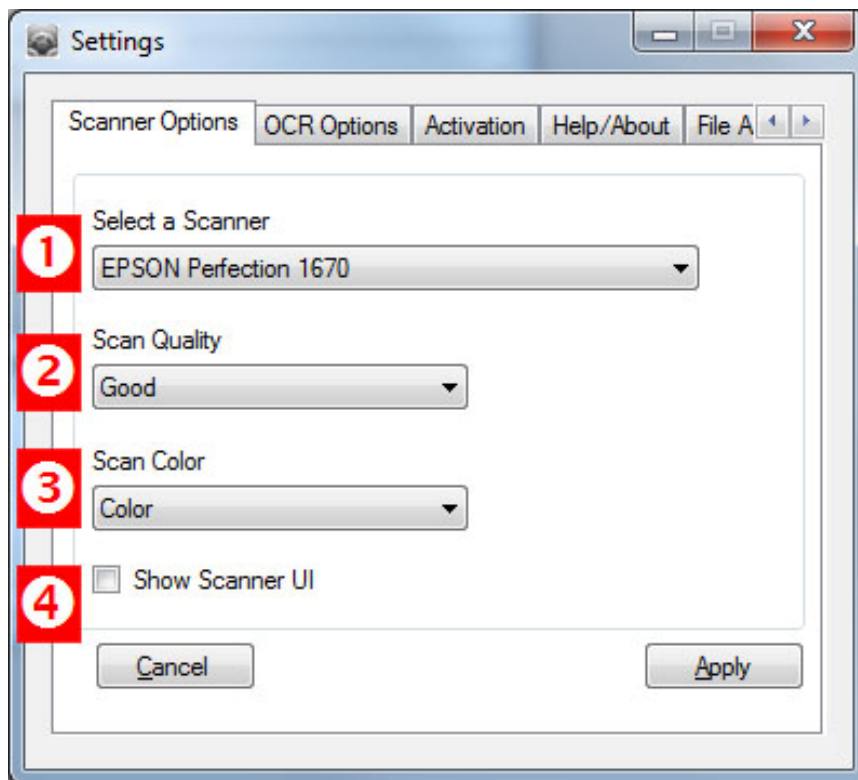 Settings
Scanner Options OCR Options Activation Help/About File A
1
Select a Scanner
EPSON Perfection 1670
2
Scan Quality
Good
3
Scan Color
Color
4
Show Scanner UI
Cancel Apply